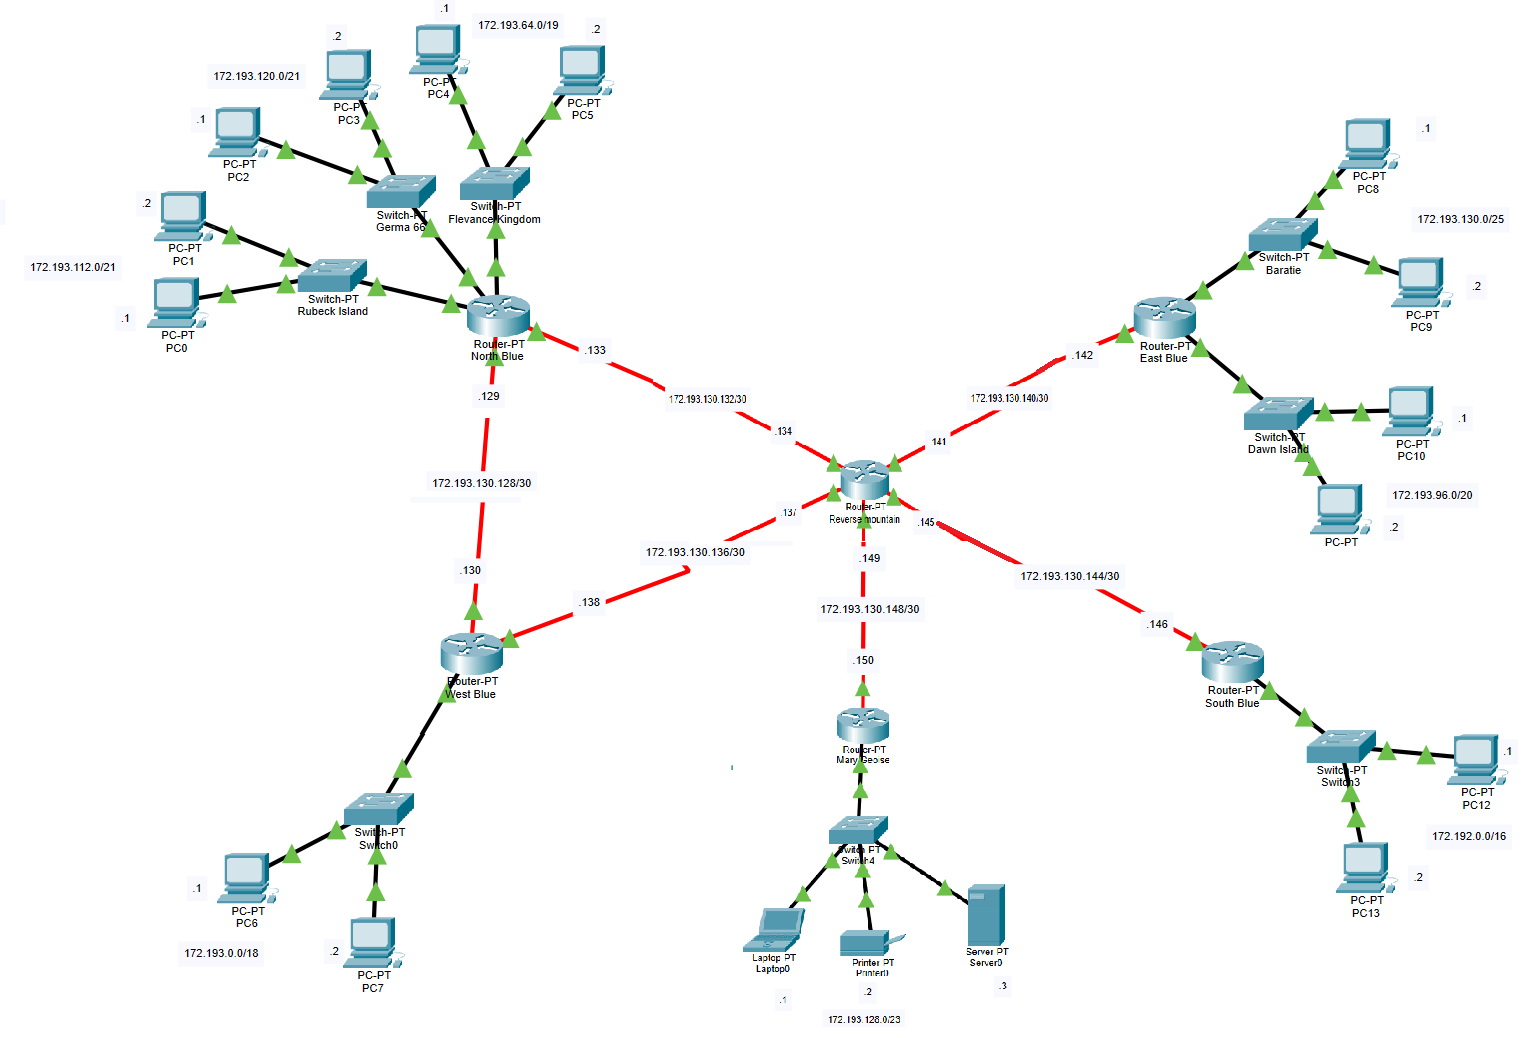 .1
172.193.64.0/19
.2
.2
172.193.120.0/21
PC-PT
PC4
PC-PT
PC5
PC-PT
PC3
.1
PC-PT
PC2
.2
Switch-PT
Germa 66
Switch-PT
Flevance Kingdom
PC-PT
PC1
172.193.112.0/21
Switch-PT
Rubeck Island
.1
PC-PT
PC0
Router-PT
North Blue
.133
.129
172.193.130.132/30
.134
172.193.130.128/30
.130
.1
PC-PT
PC8
172.193.130.0/25
Switch-PT
Baratie
.2
PC-PT
PC9
Router-PT
East Blue
.142
172.193.130.140/30
.141
Switch-PT
Dawn Island
.1
PC-PT
PC10
172.193.96.0/20
.2
PC-PT
Router-PT
Reverse mountain
.137
.145
172.193.130.136/30
.149
.138
172.193.130.148/30
172.193.130.144/30
.146
.150
Router-PT
West Blue
Router-PT
South Blue
Router-PT
Mary Geoise
Switch-PT
Switch3
.1
PC-PT
PC12
172.192.0.0/16
.2
PC-PT
PC13
Switch-PT
Switch0
Switch-PT
Switch4
.1
PC-PT
PC6
172.193.0.0/18
.2
PC-PT
PC7
Laptop-PT
Laptop0
Printer-PT
Printer0
Server-PT
Server0
.1
.2
.3
172.193.128.0/23